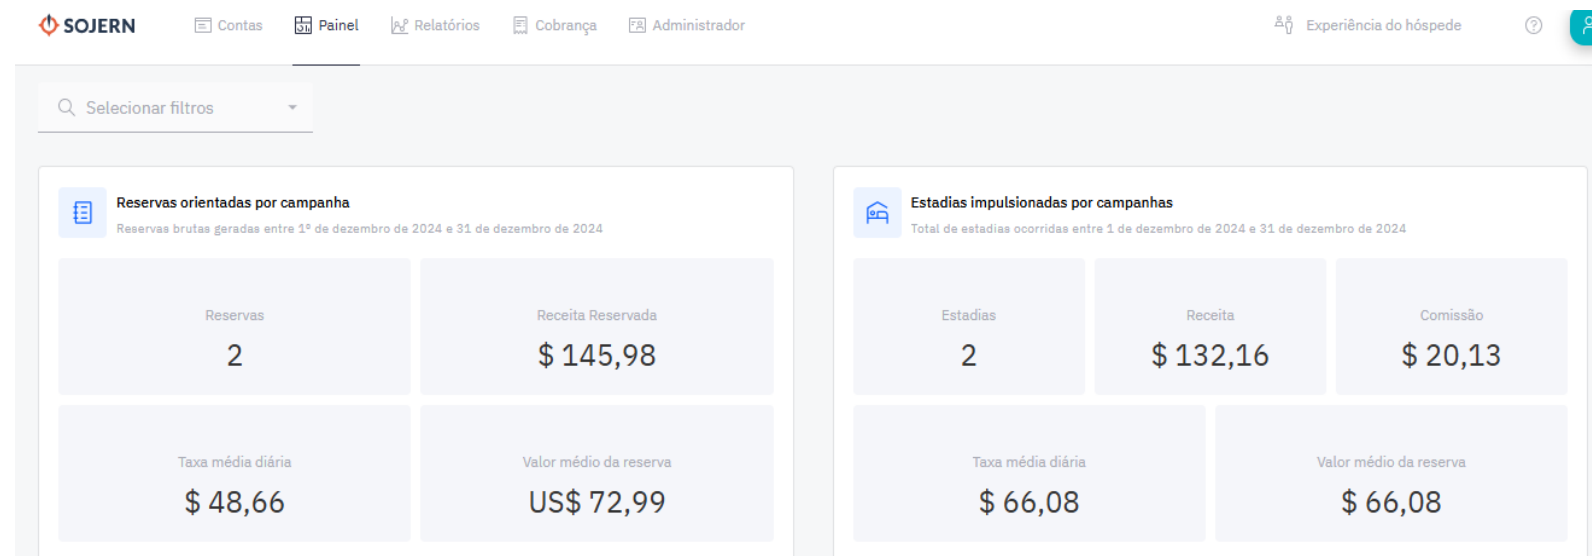 SOJERN Contas Painel Relatórios Cobrança Administrador Experiência do hóspede ?
Selecionar filtros
Reservas orientadas por campanha
Reservas brutas geradas entre 1º de dezembro de 2024 e 31 de dezembro de 2024
Reservas
2
Receita Reservada
$ 145,98
Taxa média diária
$ 48,66
Valor médio da reserva
US$ 72,99
Estadias impulsionadas por campanhas
Total de estadias ocorridas entre 1 de dezembro de 2024 e 31 de dezembro de 2024
Estadias
2
Receita
$ 132,16
Comissão
$ 20,13
Taxa média diária
$ 66,08
Valor médio da reserva
$ 66,08